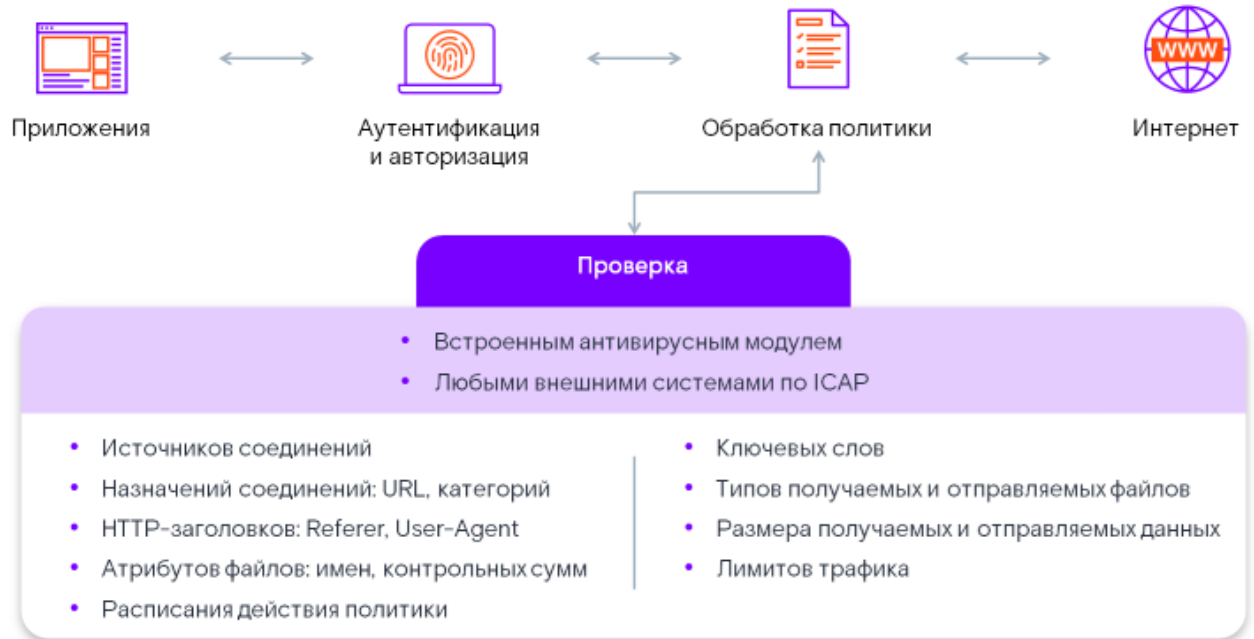 WWW
Приложения
Аутентификация
и авторизация
Обработка политики
Интернет
Проверка
• Встроенным антивирусным модулем
• Любыми внешними системами по ICAP
• Источников соединений
• Назначений соединений: URL, категорий
• HTTP-заголовков: Referer, User-Agent
• Атрибутов файлов: имен, контрольных сумм
• Расписания действия политики
• Ключевых слов
• Типов получаемых и отправляемых файлов
• Размера получаемых и отправляемых данных
• Лимитов трафика